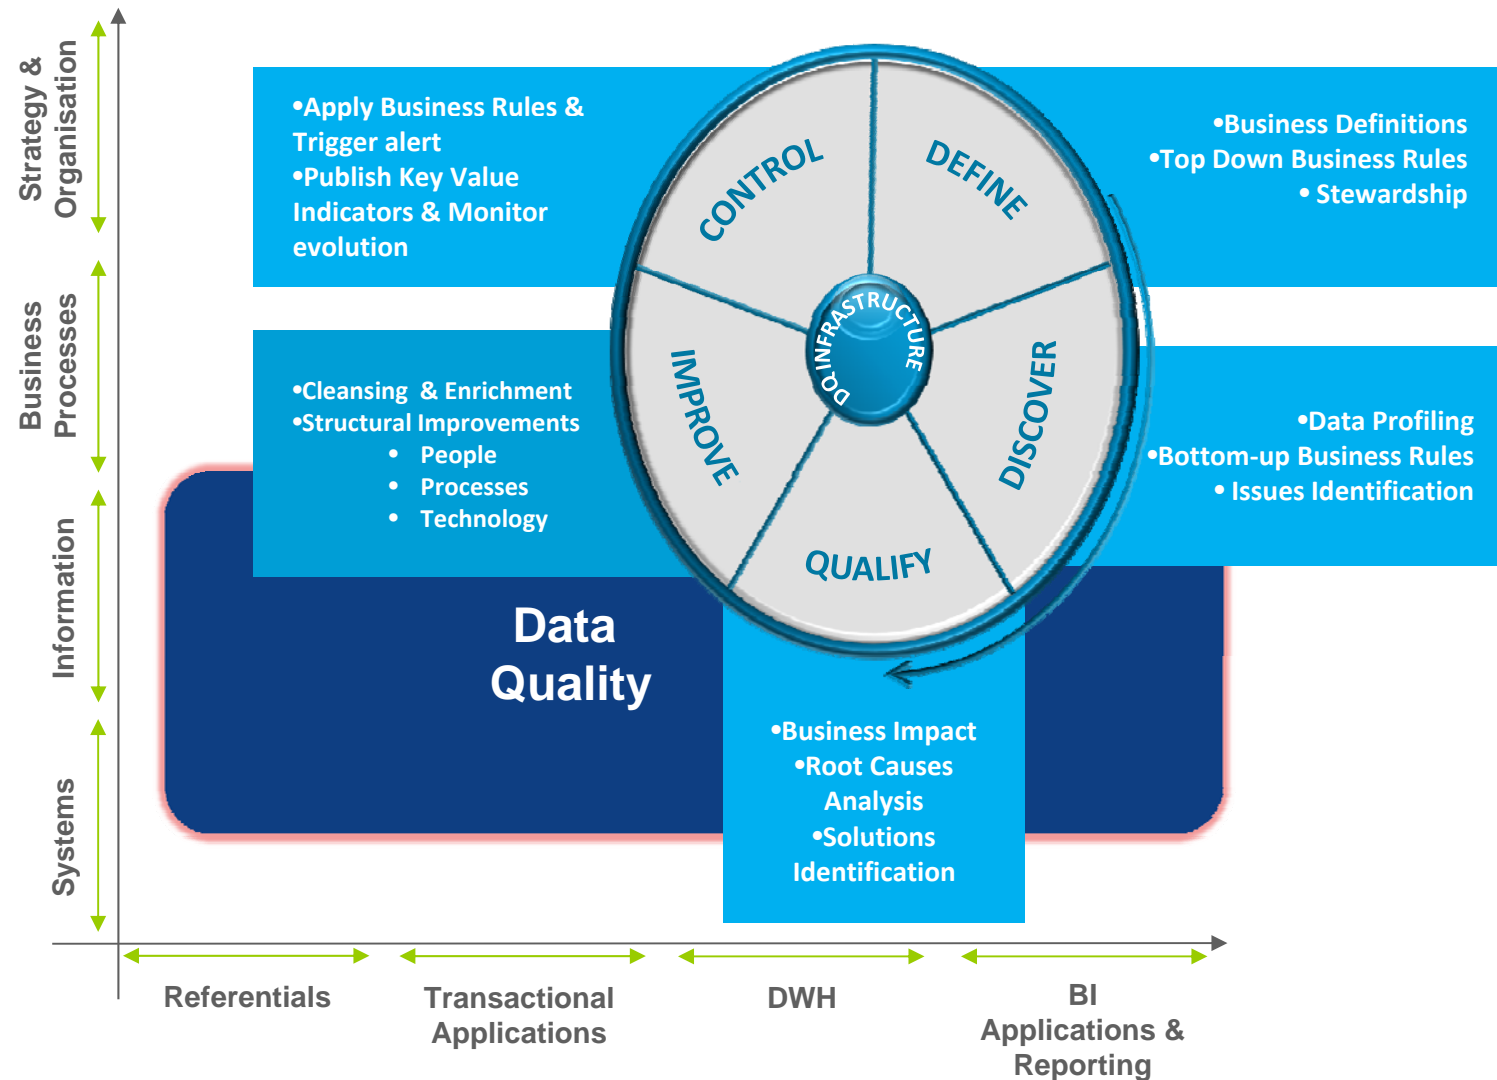 Strategy &
Organisation
Business
Processes
Information
Systems
•Apply Business Rules &
Trigger alert
•Publish Key Value
Indicators & Monitor
evolution
CONTROL
DEFINE
•Business Definitions
•Top Down Business Rules
• Stewardship
DQ INFRASTRUCTURE
•Cleansing & Enrichment
•Structural Improvements
• People
• Processes
• Technology
IMPROVE
DISCOVER
•Data Profiling
•Bottom-up Business Rules
• Issues Identification
QUALIFY
Data
Quality
•Business Impact
•Root Causes
Analysis
•Solutions
Identification
Referentials
Transactional
Applications
DWH
BI
Applications &
Reporting